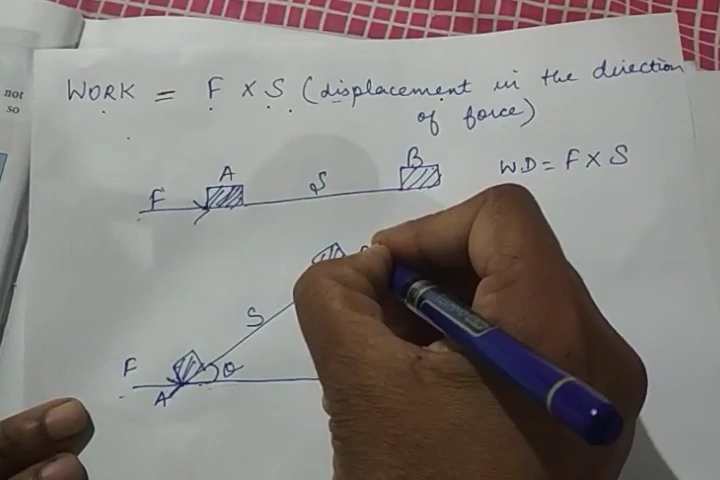 not
so
WORK = F X S (displacement in the direction
of force)
A
B
F
S
W.D = F X S
S
F
θ
A